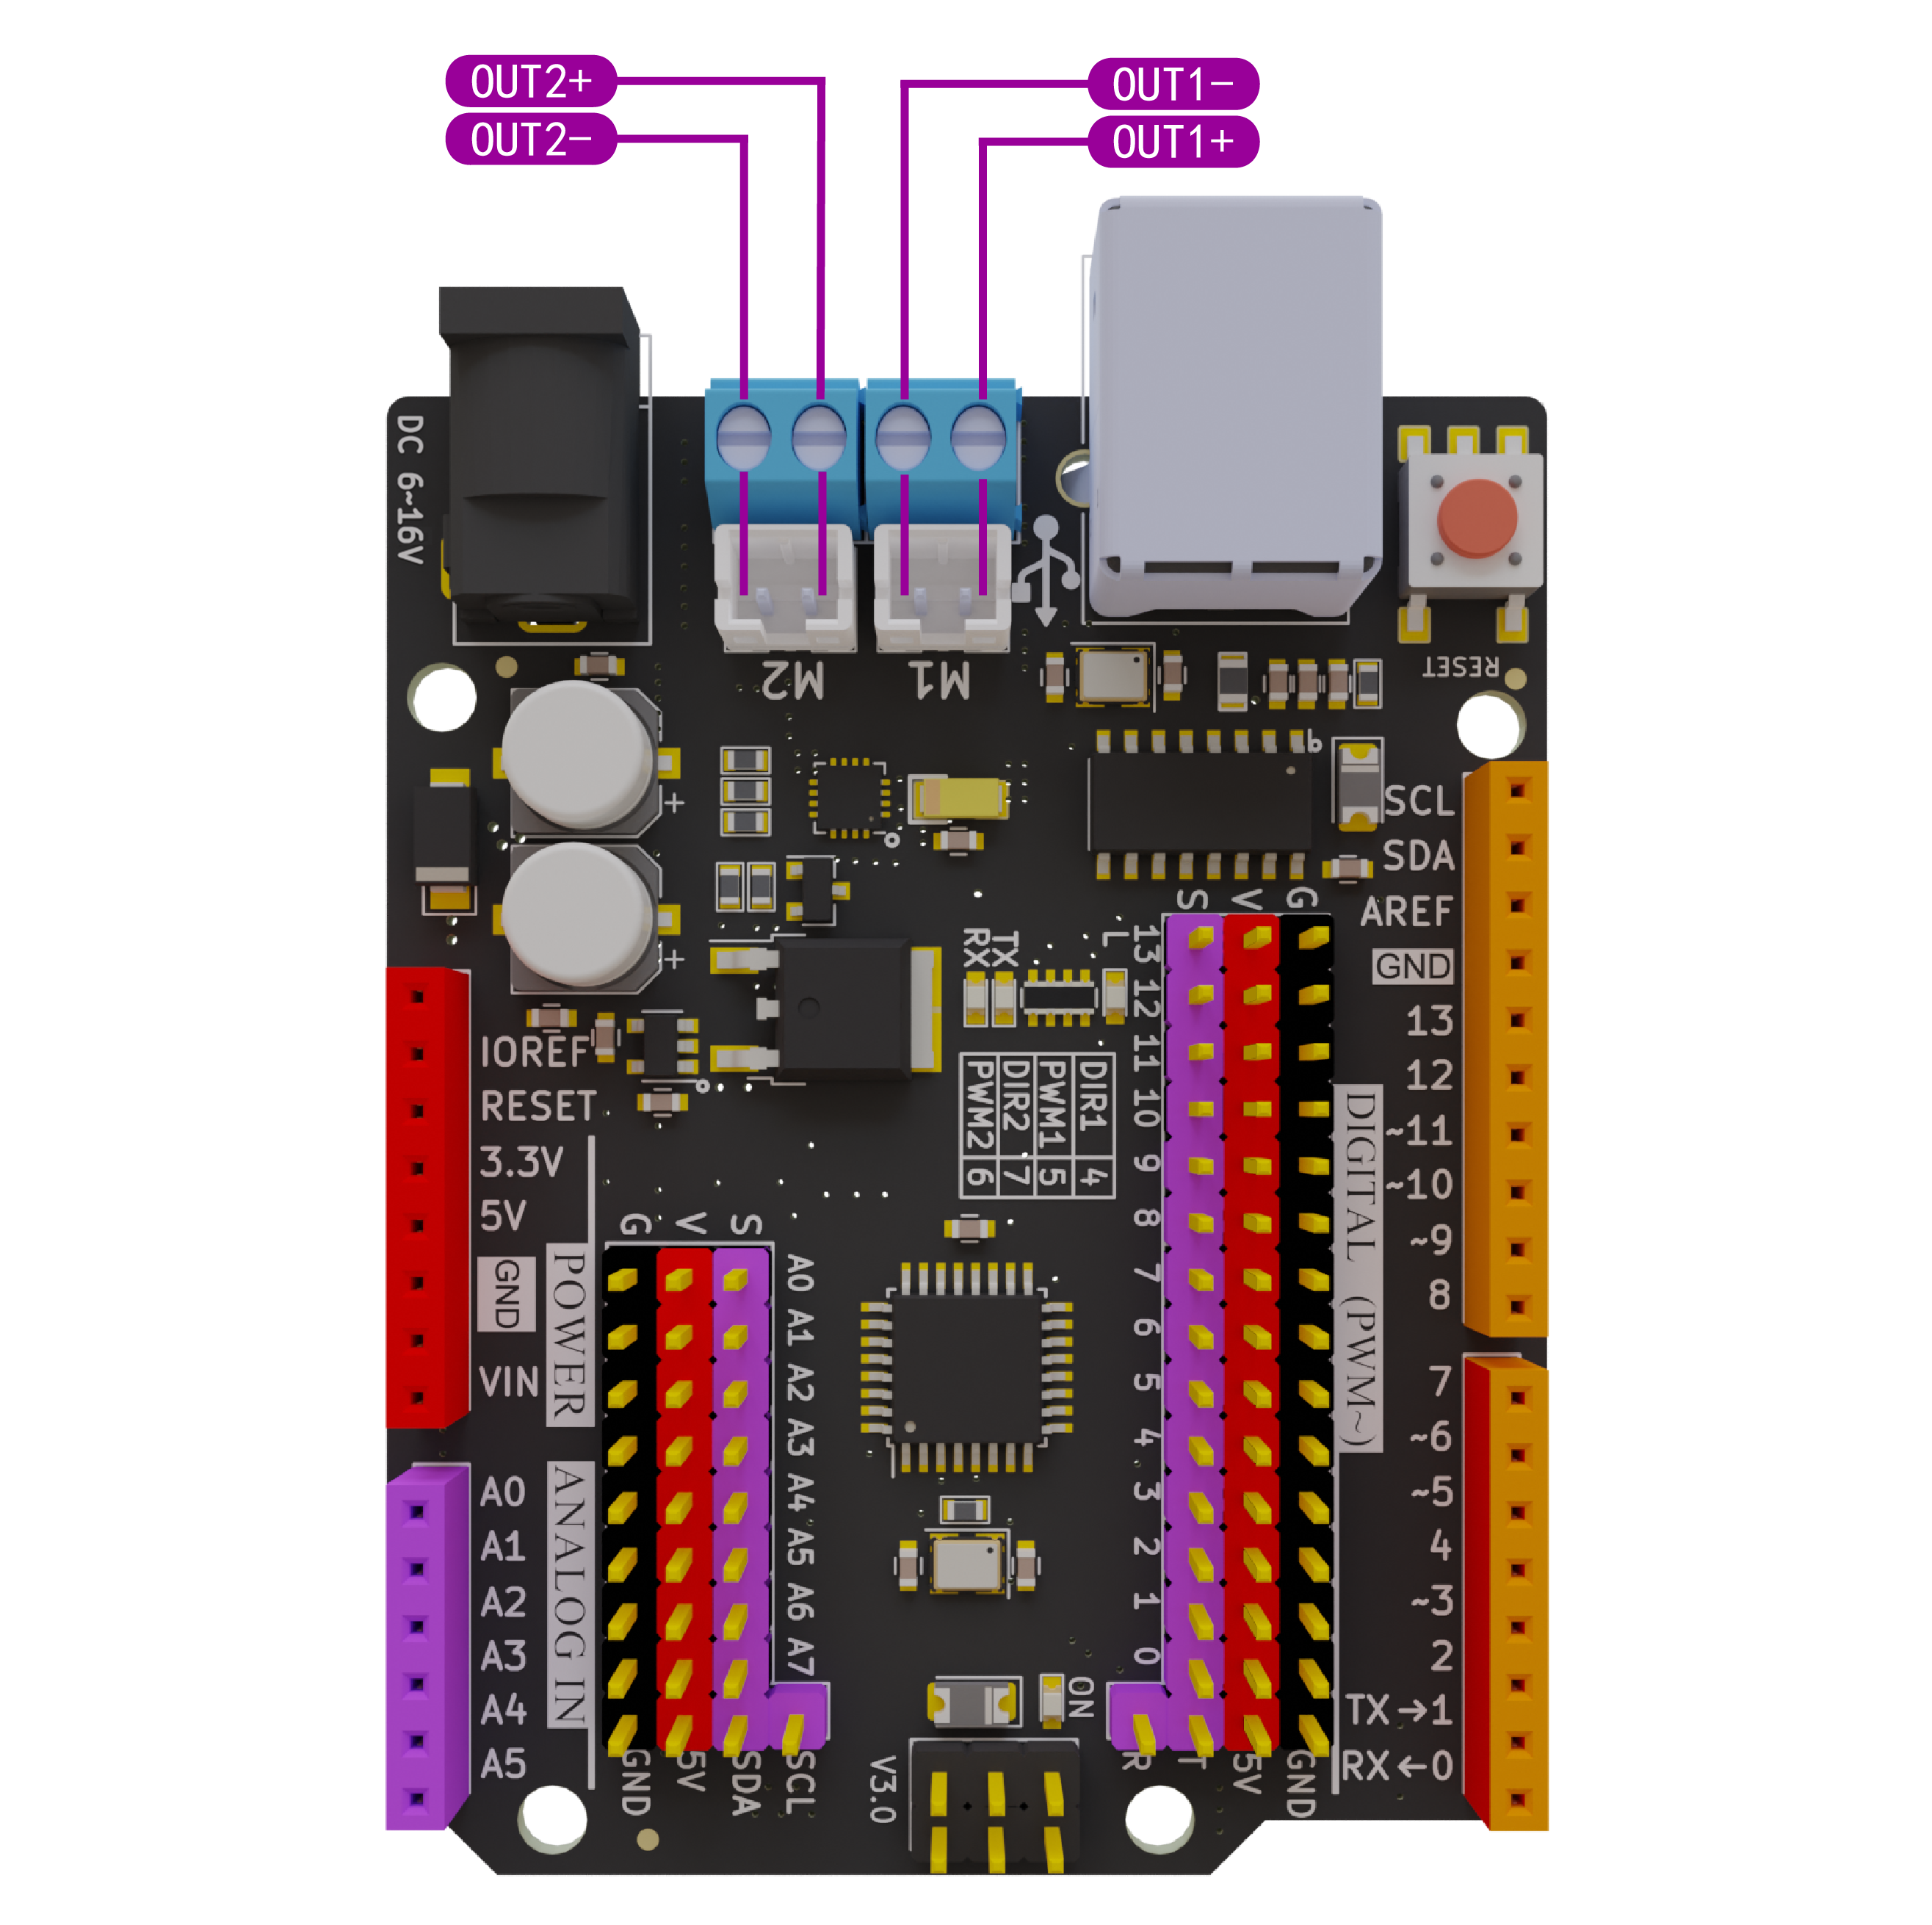 OUT2+
OUT2-
OUT1-
OUT1+
DC 6~16V
M2
M1
RESET
+
+
SCL
SDA
AREF
GND
13
12
~11
~10
~9
8
7
~6
~5
4
~3
2
TX→1
RX←0
IOREF
RESET
3.3V
5V
GND
VIN
POWER
A0
A1
A2
A3
A4
A5
ANALOG IN
G V S
A0 A1 A2 A3 A4 A5 A6 A7
GND 5V SDA SCL
RX TX L
DIR1 4
PWM1 5
DIR2 7
PWM2 6
S V G
13
12
11
10
9
8
7
6
5
4
3
2
1
0
DIGITAL (PWM~)
R T 5V GND
ON
V3.0